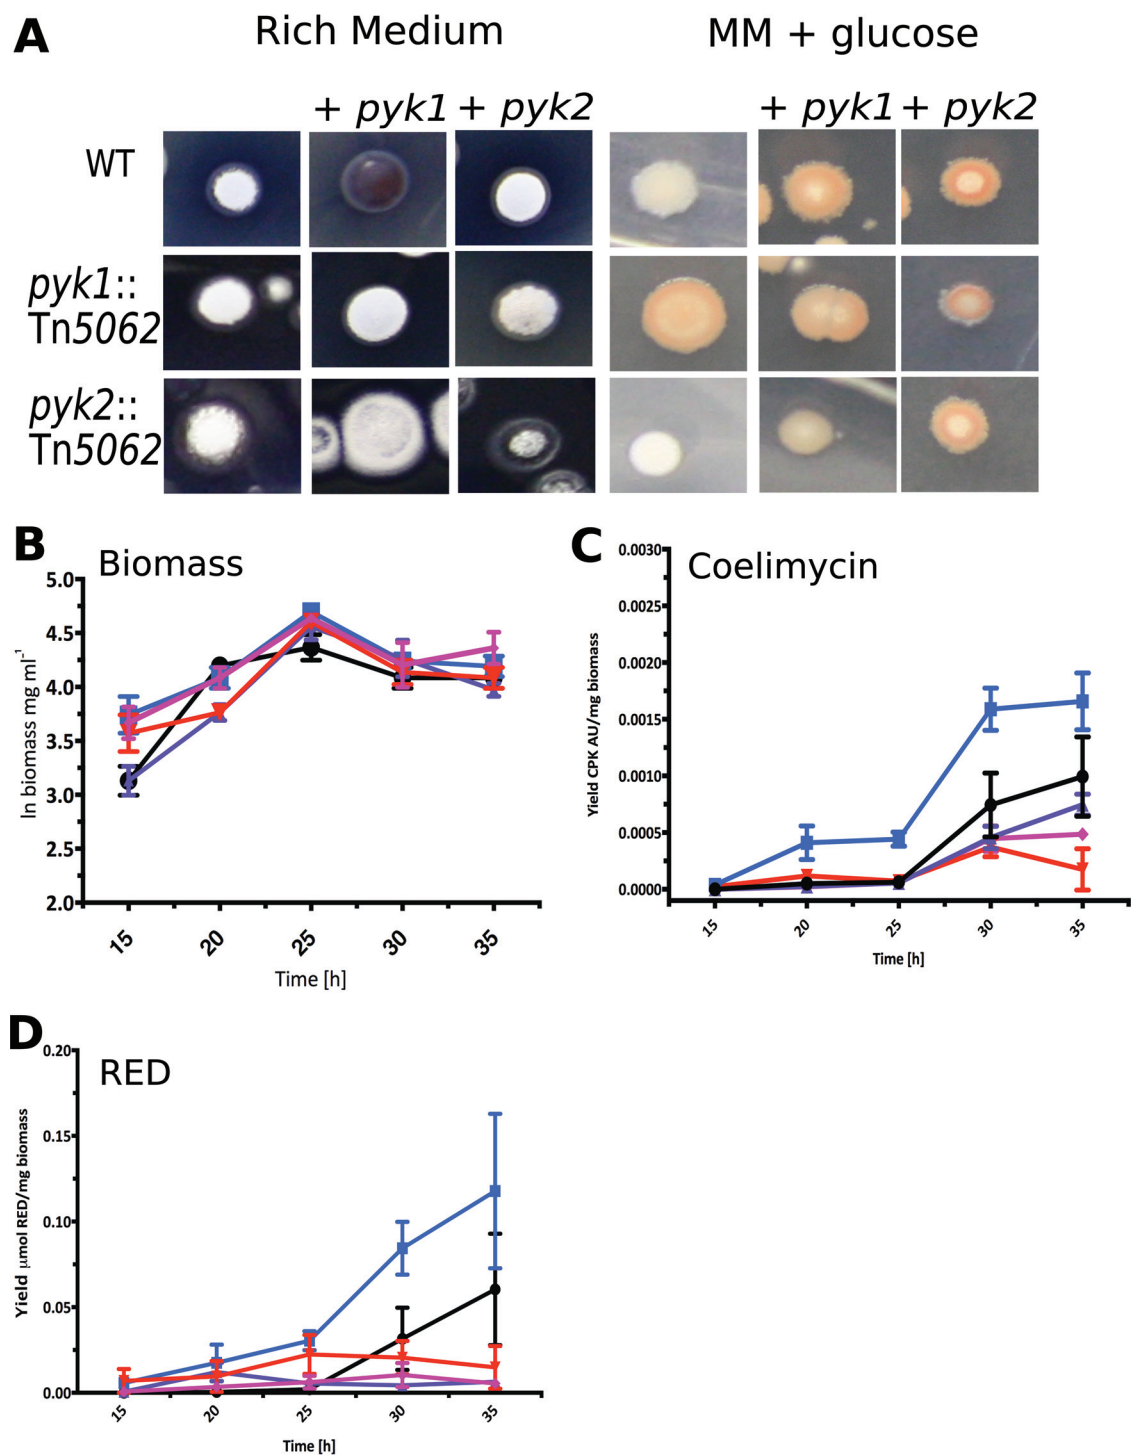 A
Rich Medium
MM + glucose
+ pyk1 + pyk2
+ pyk1 + pyk2
WT
pyk1::
Tn5062
pyk2::
Tn5062
B
Biomass
5.0
4.5
4.0
3.5
3.0
2.5
2.0
ln biomass mg ml⁻¹
15
20
25
30
35
Time [h]
C
Coelimycin
0.0030
0.0025
0.0020
0.0015
0.0010
0.0005
0.0000
Yield CPK AU/mg biomass
15
20
25
30
35
Time [h]
D
RED
0.20
0.15
0.10
0.05
0.00
Yield µmol RED/mg biomass
15
20
25
30
35
Time [h]